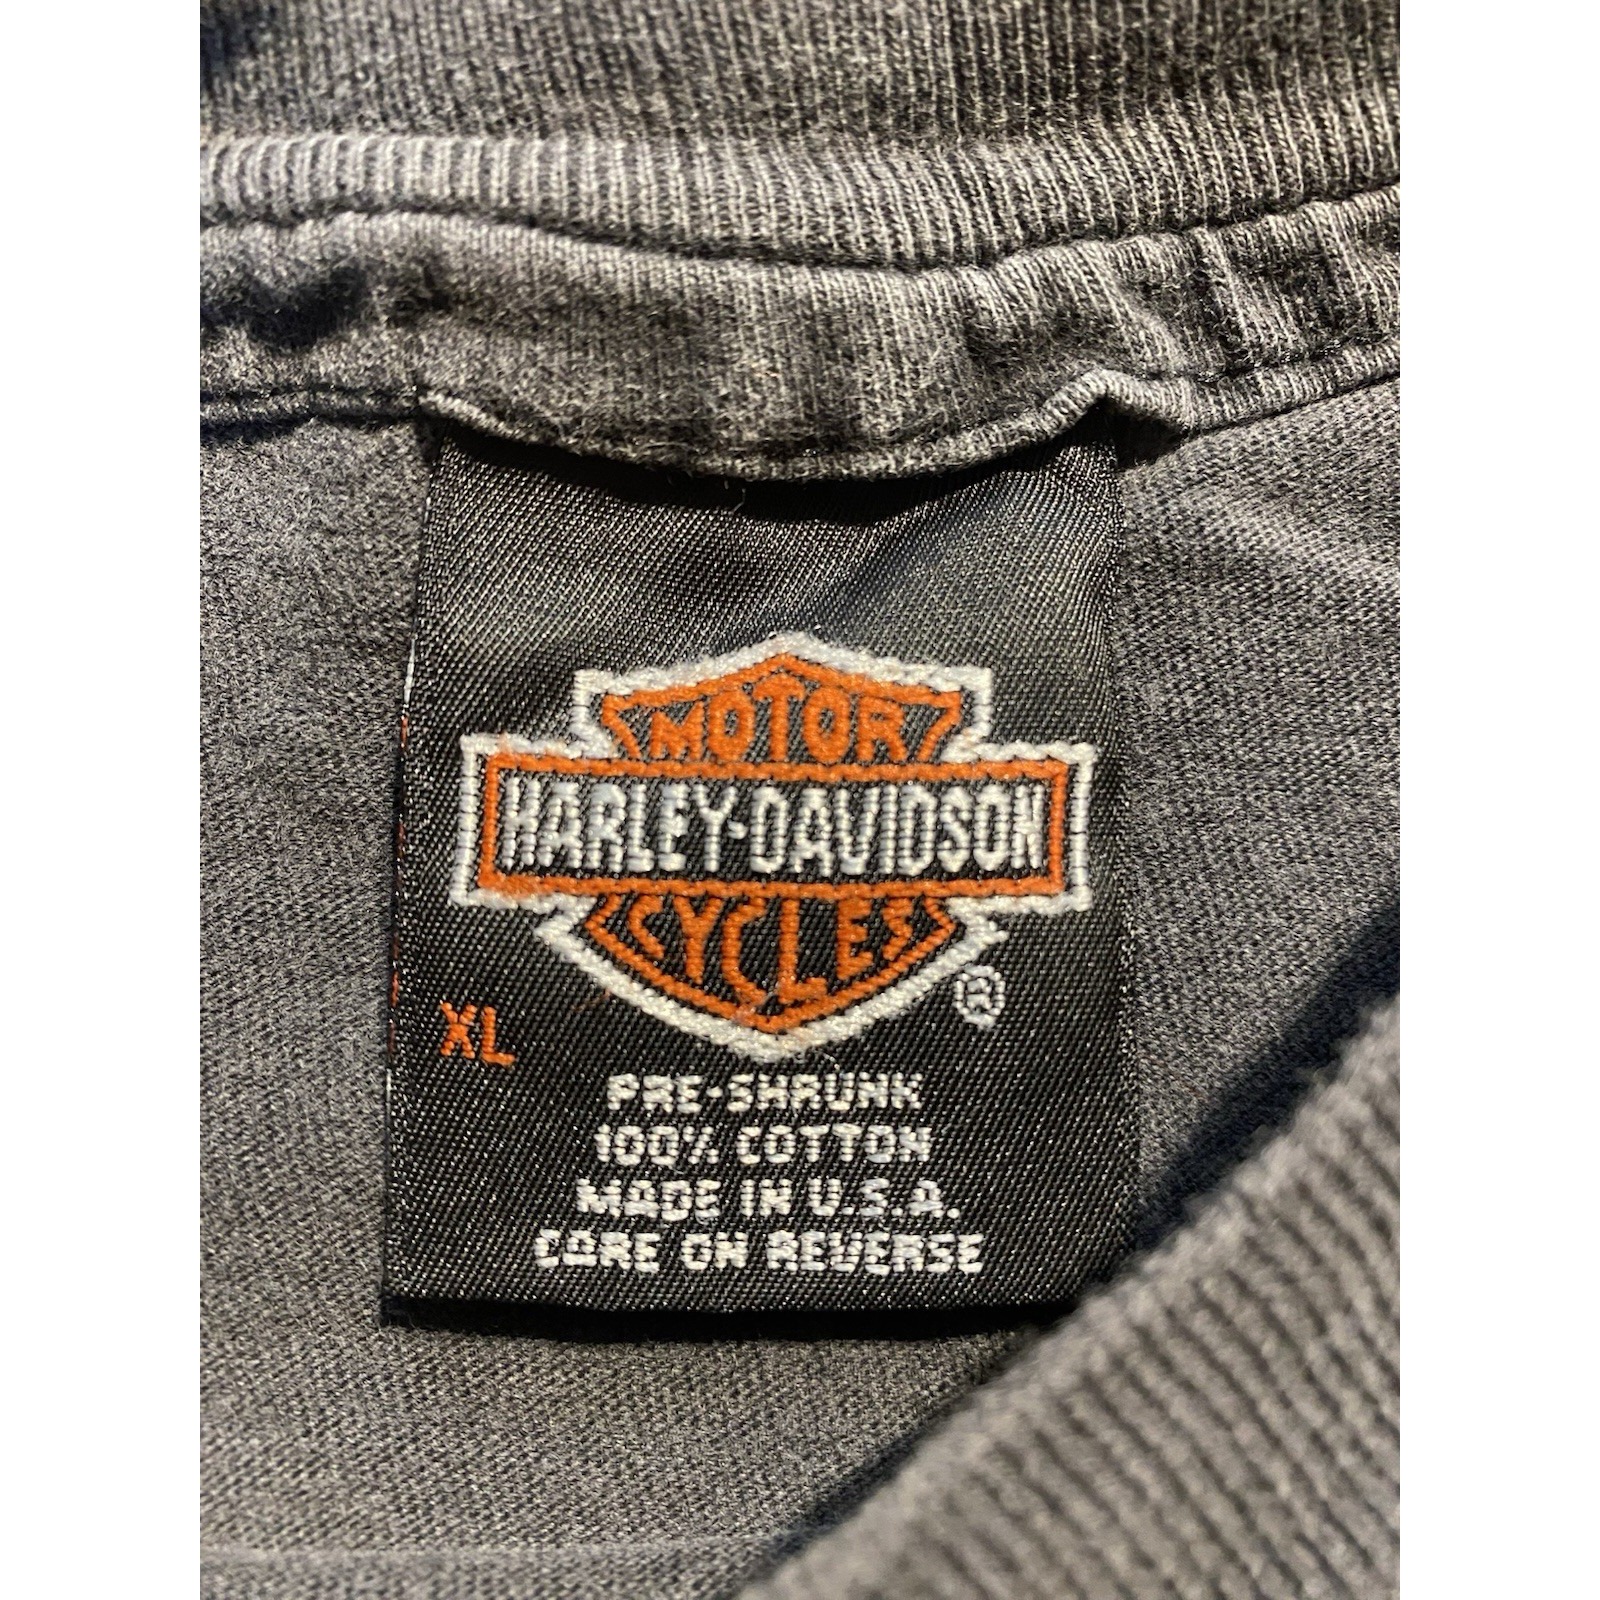 MOTOR
HARLEY-DAVIDSON
CYCLES
®
XL
PRE-SHRUNK
100% COTTON
MADE IN U.S.A.
CARE ON REVERSE